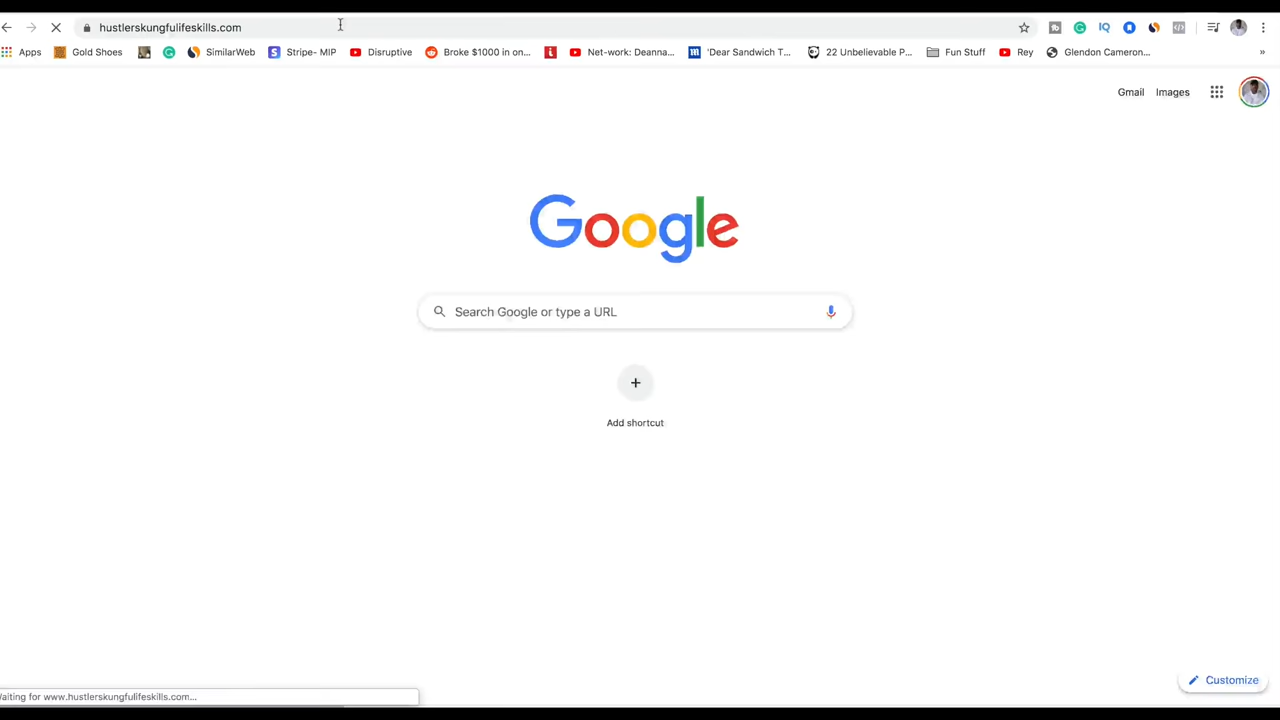 hustlerskungfulifeskills.com
Apps Gold Shoes SimilarWeb Stripe- MIP Disruptive Broke $1000 in on... Net-work: Deanna... 'Dear Sandwich T... 22 Unbelievable P... Fun Stuff Rey Glendon Cameron... »
Gmail Images
Google
Search Google or type a URL
Add shortcut
Customize
aiting for www.hustlerskungfulifeskills.com...